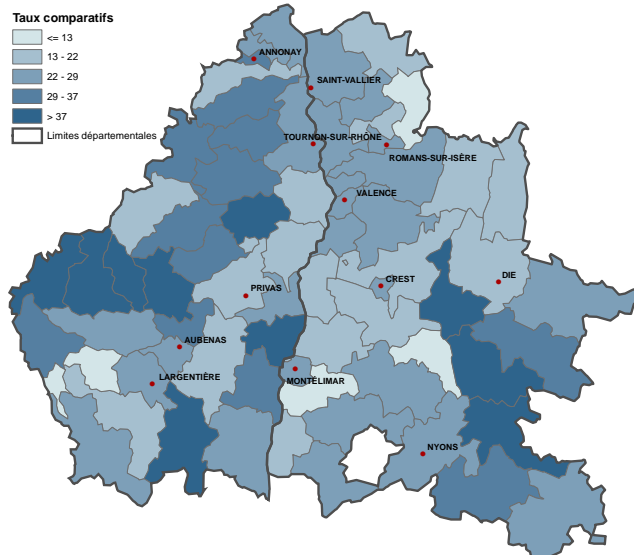 Taux comparatifs
<= 13
13 - 22
22 - 29
29 - 37
> 37
Limites départementales
ANNONAY
SAINT-VALLIER
TOURNON-SUR-RHÔNE
ROMANS-SUR-ISÈRE
VALENCE
DIE
CREST
PRIVAS
AUBENAS
LARGENTIÈRE
MONTÉLIMAR
NYONS